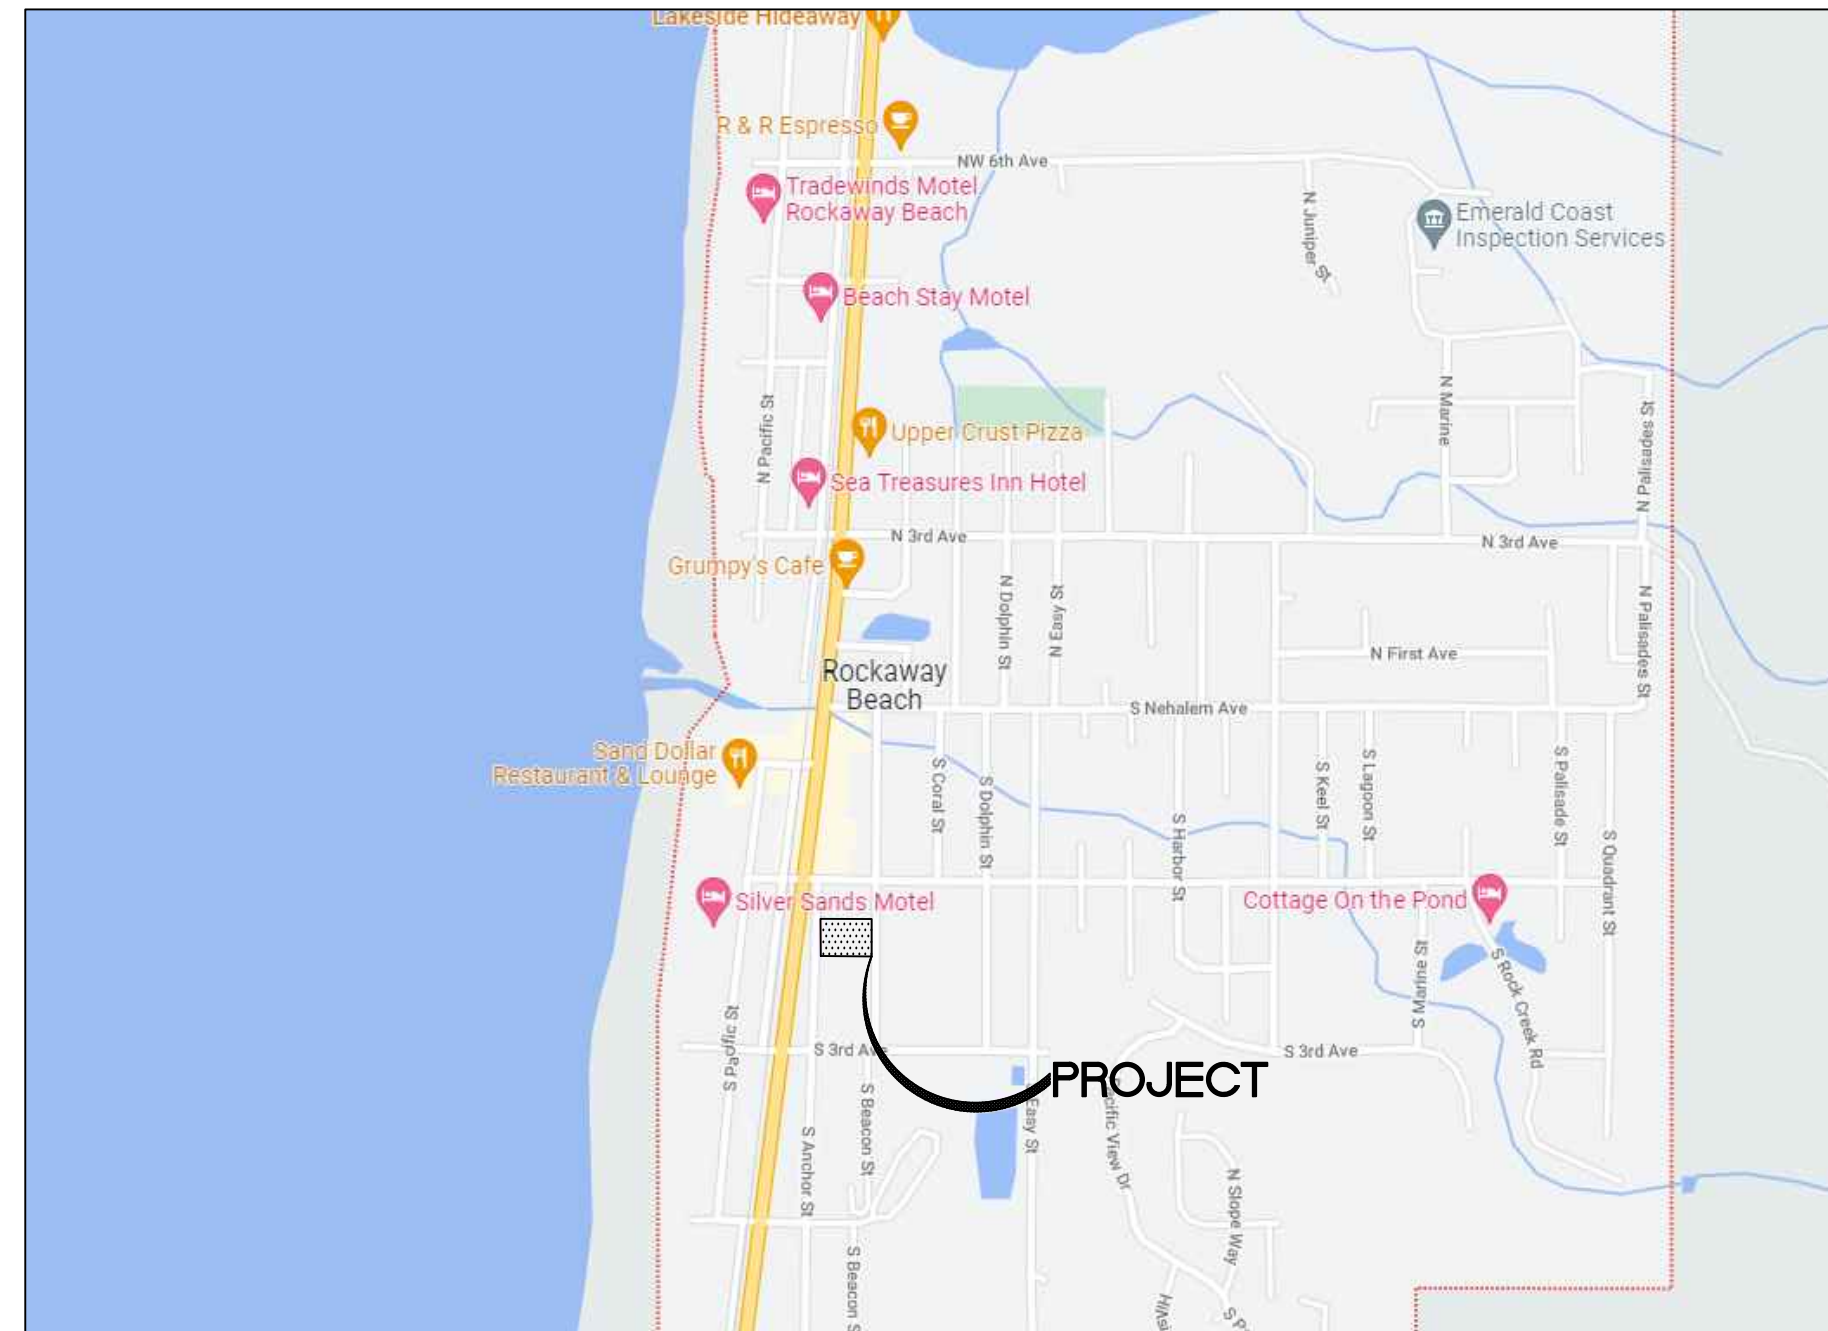 Lakeside Hideaway
R & R Espresso
NW 6th Ave
Tradewinds Motel
Rockaway Beach
N Juniper St
Emerald Coast
Inspection Services
Beach Stay Motel
N Pacific St
N Marine
N Palisades St
Upper Crust Pizza
Sea Treasures Inn Hotel
N 3rd Ave
N 3rd Ave
Grumpy's Cafe
N Dolphin St
N Easy St
N Palisades St
N First Ave
Rockaway
Beach
S Nehalem Ave
Sand Dollar
Restaurant & Lounge
S Coral St
S Dolphin St
S Keel St
S Lagoon St
S Palisade St
S Harbor St
S Quadrant St
Silver Sands Motel
Cottage On the Pond
S Marine St
S Rock Creek Rd
S Pacific St
S 3rd Ave
S 3rd Ave
PROJECT
S Beacon St
Easy St
Pacific View Dr
S Anchor St
N Slope Way
S Beacon S